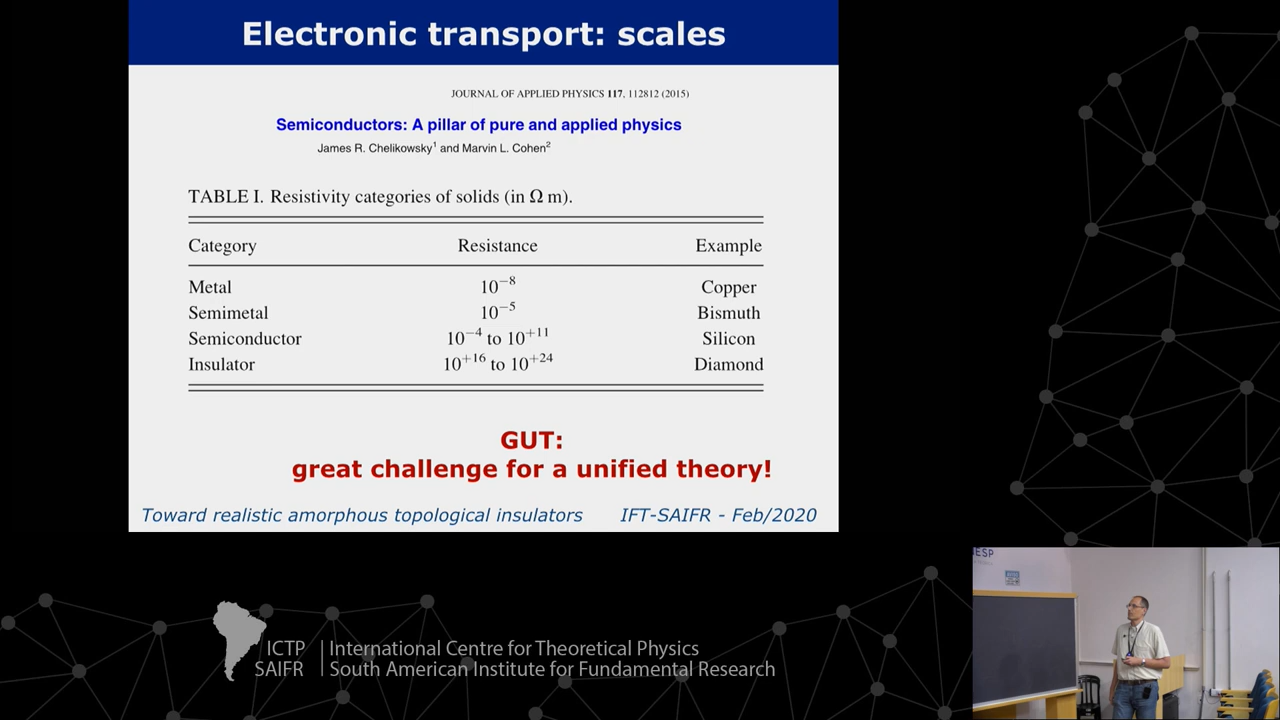 Electronic transport: scales
JOURNAL OF APPLIED PHYSICS 117, 112812 (2015)
Semiconductors: A pillar of pure and applied physics
James R. Chelikowsky¹ and Marvin L. Cohen²
TABLE I. Resistivity categories of solids (in Ω m).
Category Resistance Example
Metal 10⁻⁸ Copper
Semimetal 10⁻⁵ Bismuth
Semiconductor 10⁻⁴ to 10⁺¹¹ Silicon
Insulator 10⁺¹⁶ to 10⁺²⁴ Diamond
GUT:
great challenge for a unified theory!
Toward realistic amorphous topological insulators IFT-SAIFR - Feb/2020
ICTP | International Centre for Theoretical Physics
SAIFR | South American Institute for Fundamental Research